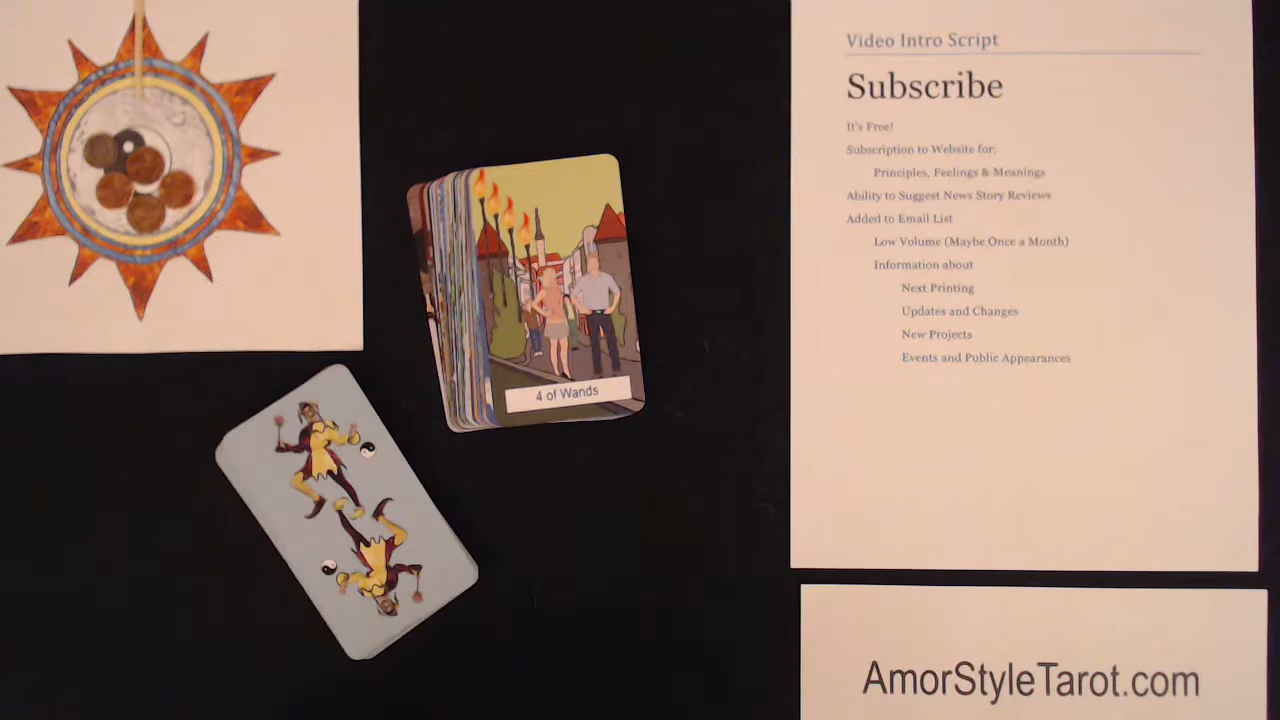 Video Intro Script
Subscribe
It's Free!
Subscription to Website for:
Principles, Feelings & Meanings
Ability to Suggest News Story Reviews
Added to Email List
Low Volume (Maybe Once a Month)
Information about
Next Printing
Updates and Changes
New Projects
Events and Public Appearances
4 of Wands
AmorStyleTarot.com